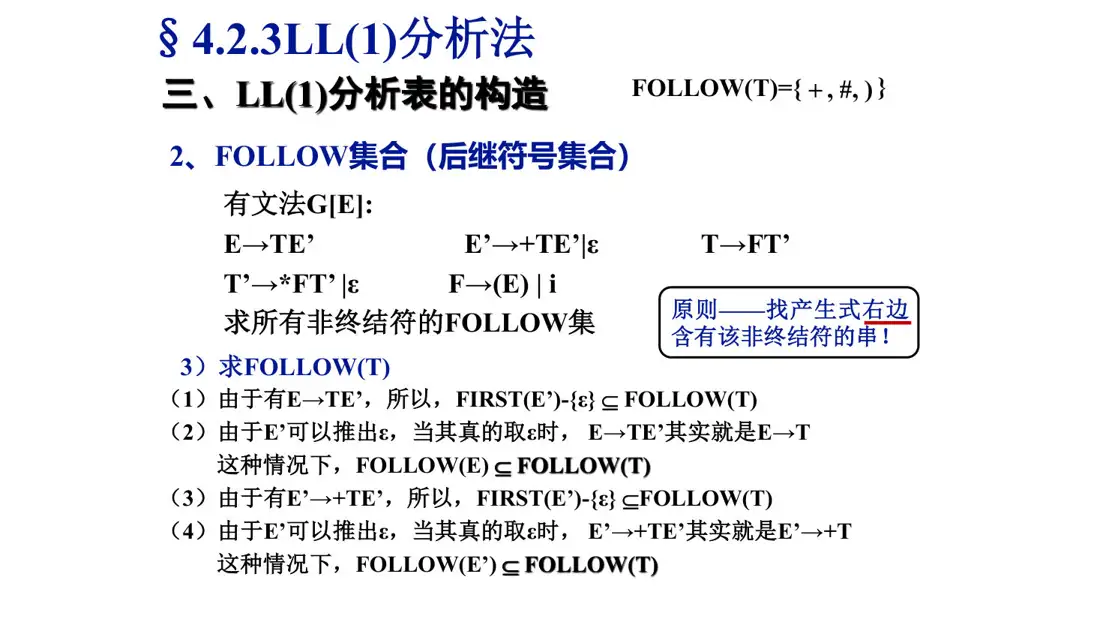 §4.2.3LL(1)分析法
三、LL(1)分析表的构造
FOLLOW(T)={ + , #, ) }
2、FOLLOW集合（后继符号集合）
有文法G[E]:
E→TE’ E’→+TE’|ε T→FT’
T’→*FT’ |ε F→(E) | i
求所有非终结符的FOLLOW集
原则——找产生式右边
含有该非终结符的串！
3）求FOLLOW(T)
（1）由于有E→TE’，所以，FIRST(E’)-{ε} ⊆ FOLLOW(T)
（2）由于E’可以推出ε，当其真的取ε时， E→TE’其实就是E→T
这种情况下，FOLLOW(E) ⊆ FOLLOW(T)
（3）由于有E’→+TE’，所以，FIRST(E’)-{ε} ⊆FOLLOW(T)
（4）由于E’可以推出ε，当其真的取ε时， E’→+TE’其实就是E’→+T
这种情况下，FOLLOW(E’) ⊆ FOLLOW(T)